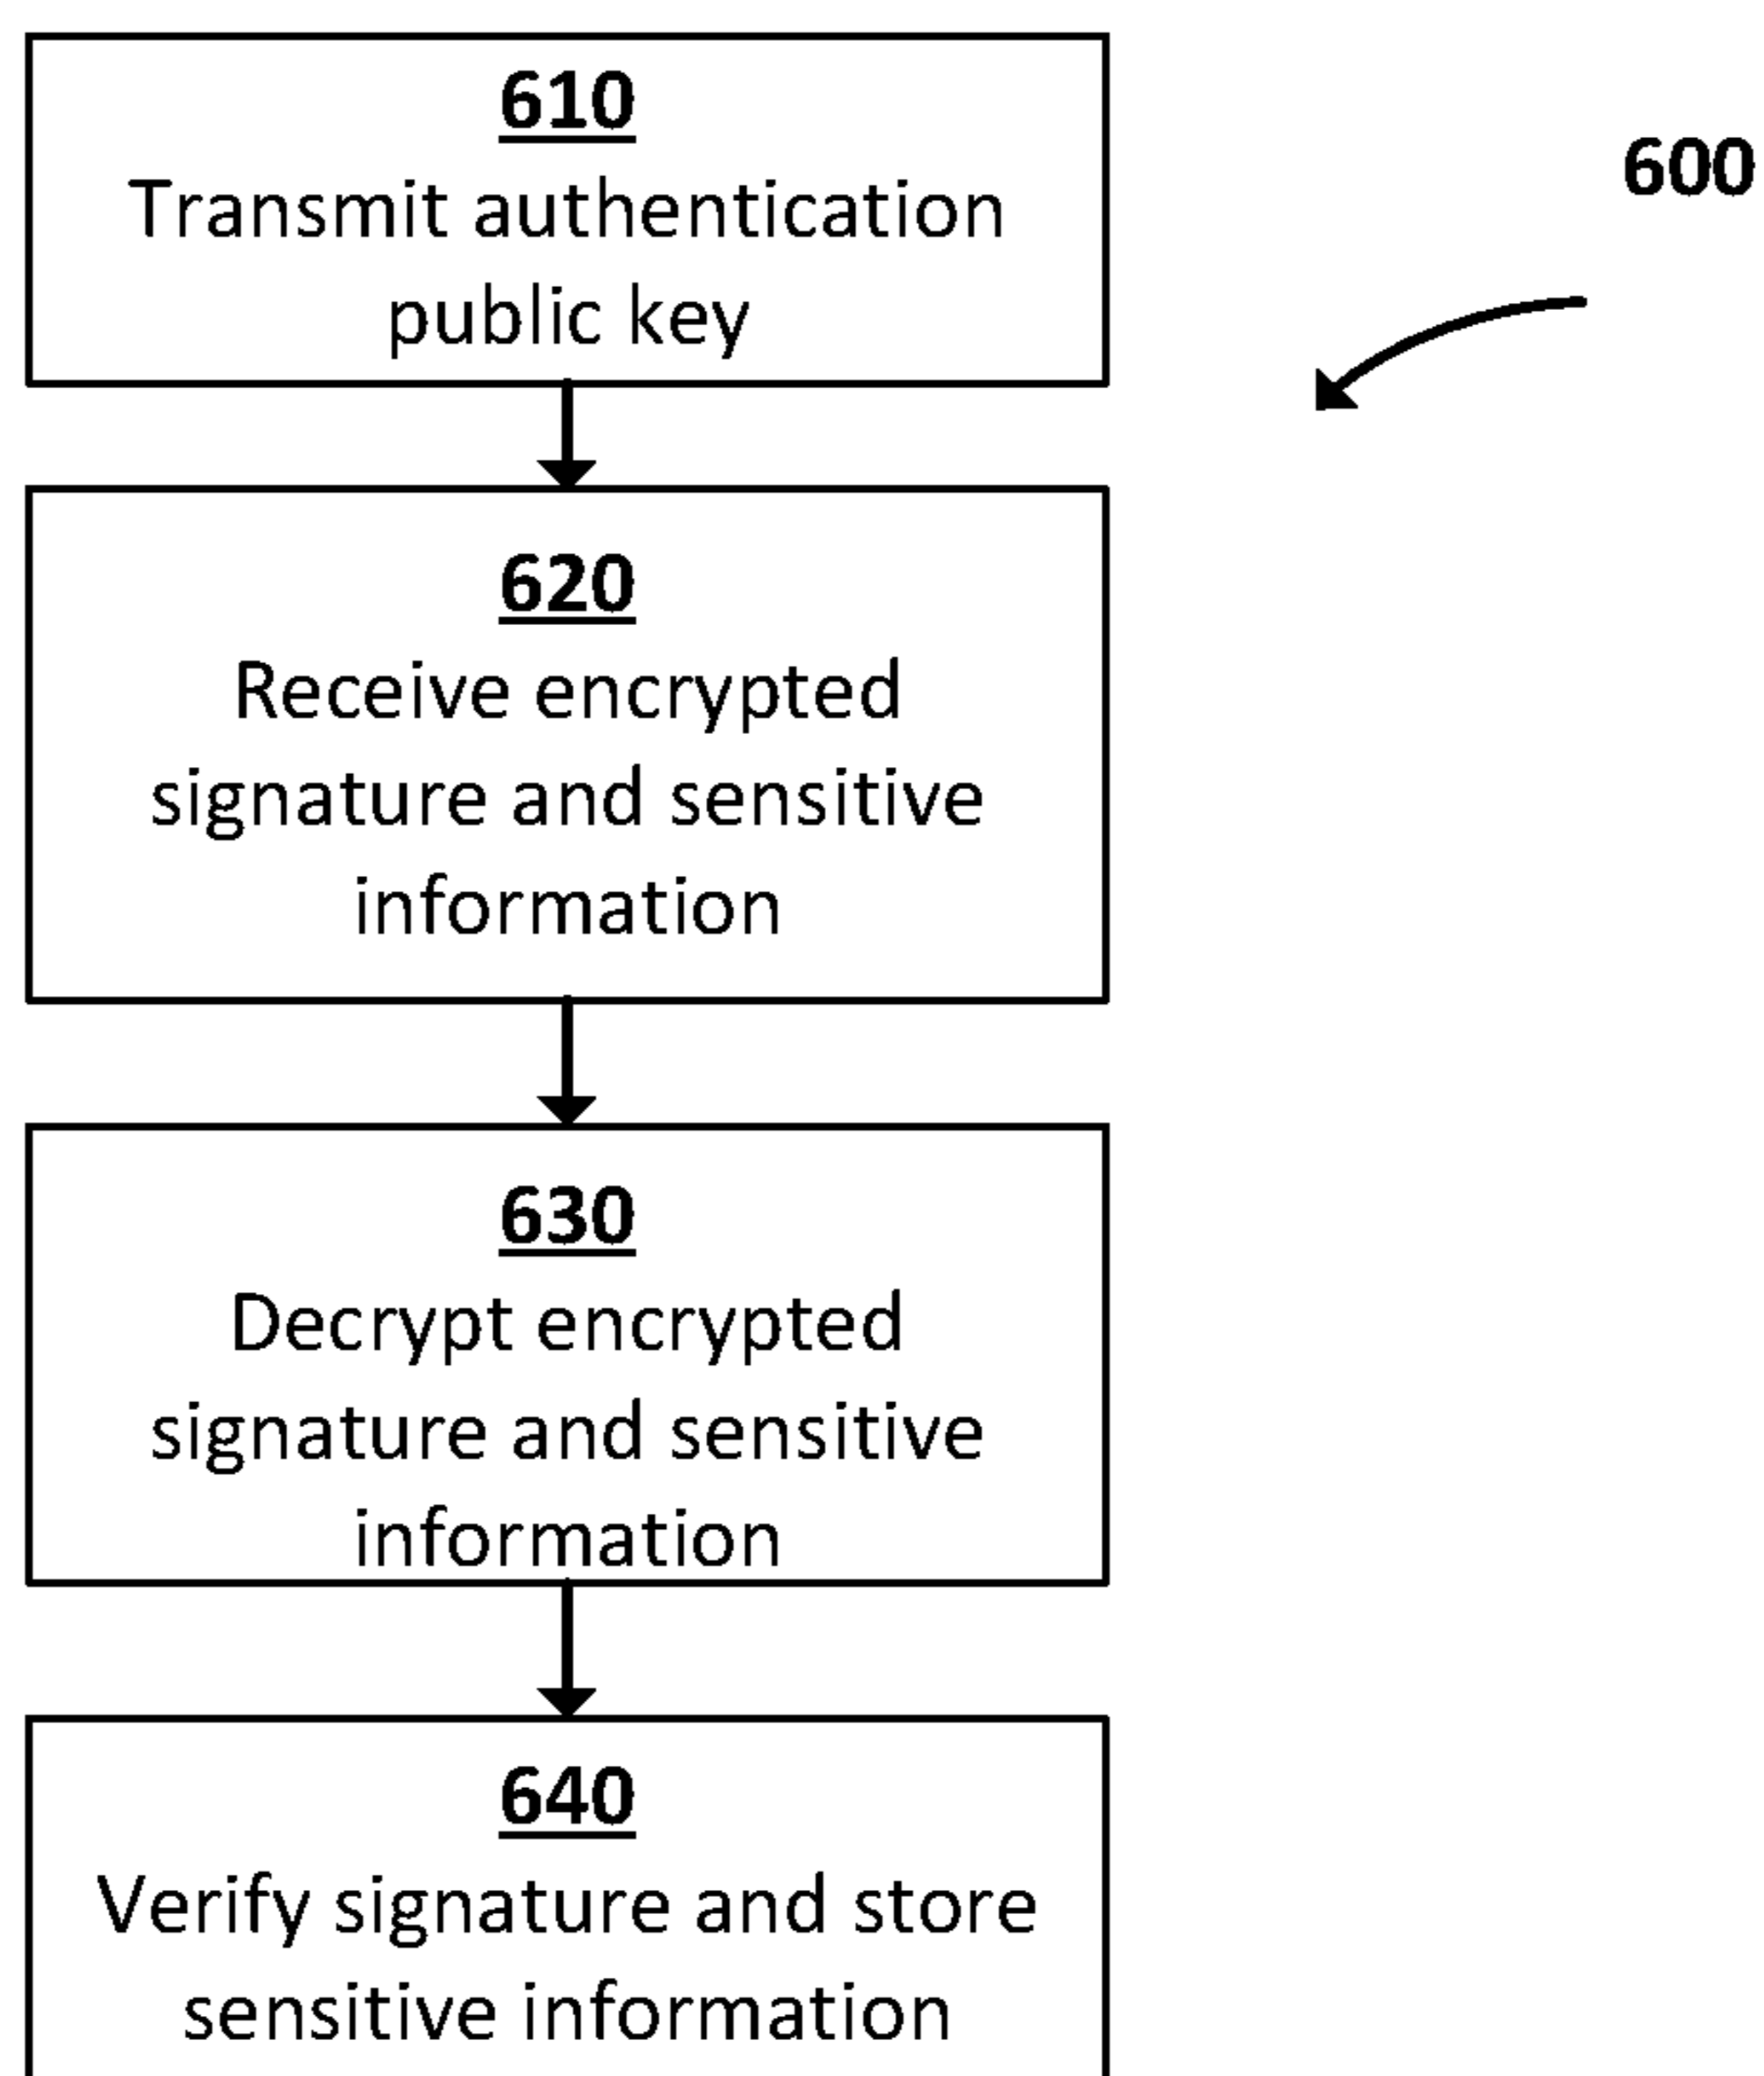 610
Transmit authentication
public key
600
620
Receive encrypted
signature and sensitive
information
630
Decrypt encrypted
signature and sensitive
information
640
Verify signature and store
sensitive information